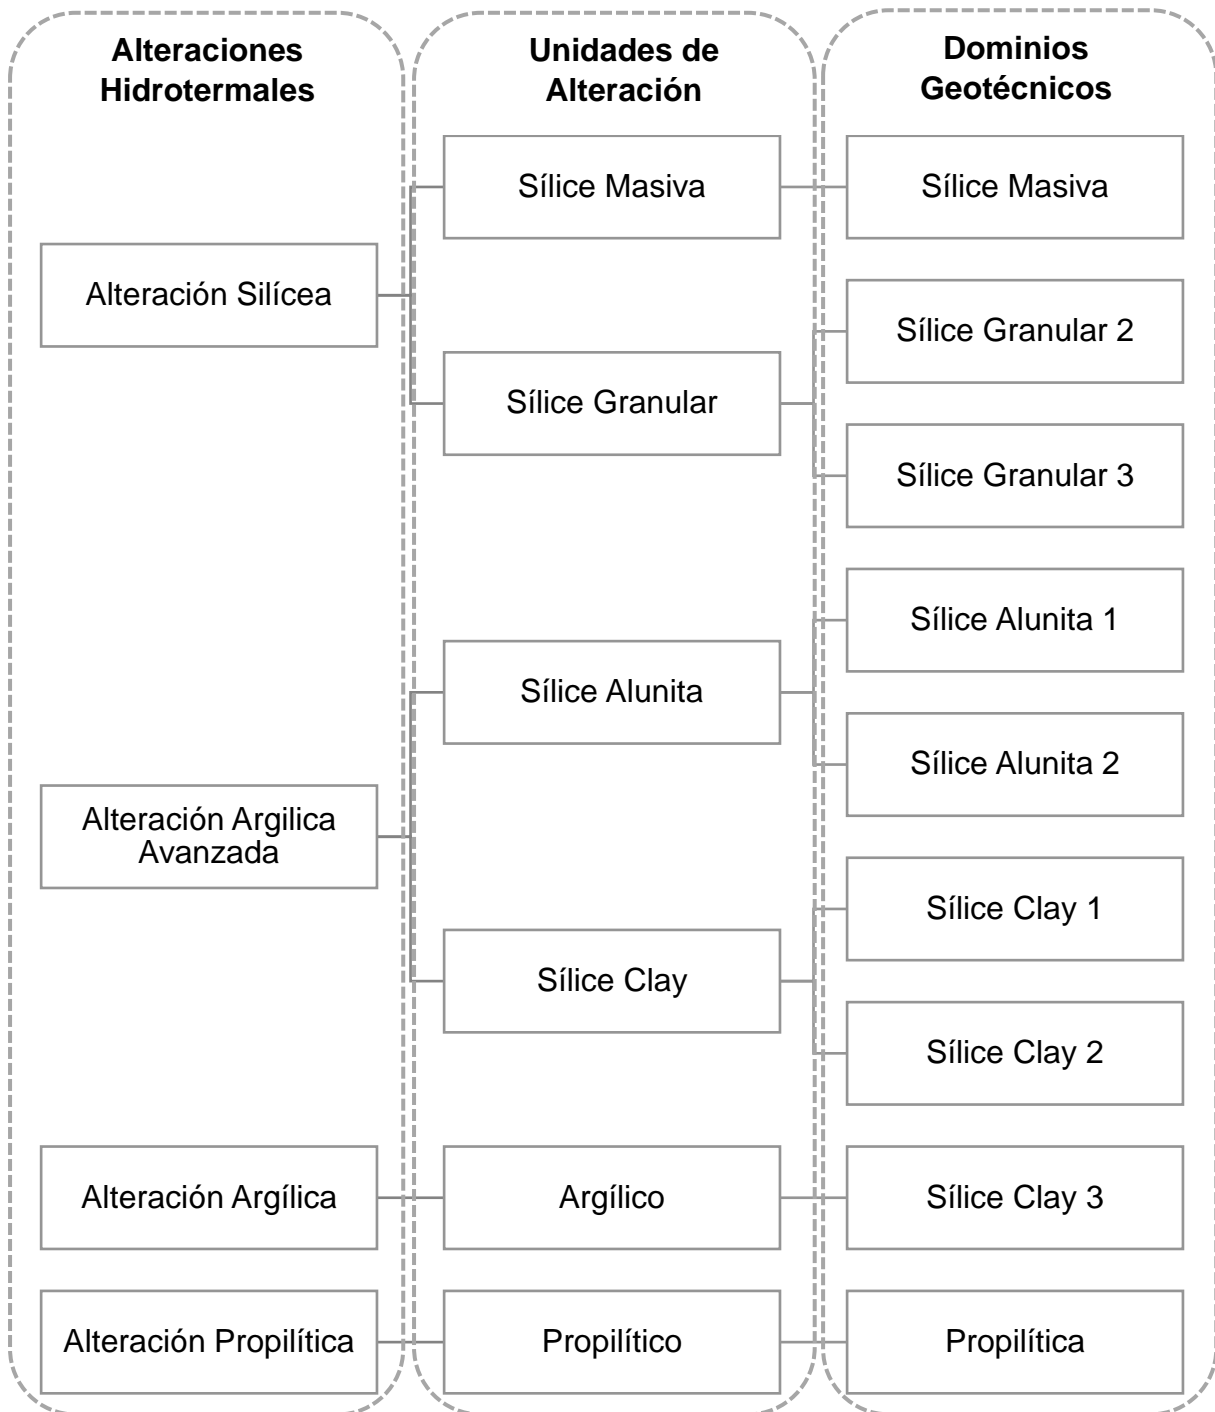 Alteraciones
Hidrotermales
Unidades de
Alteración
Dominios
Geotécnicos
Alteración Silícea
Alteración Argilica
Avanzada
Alteración Argílica
Alteración Propilítica
Sílice Masiva
Sílice Granular
Sílice Alunita
Sílice Clay
Argílico
Propilítico
Sílice Masiva
Sílice Granular 2
Sílice Granular 3
Sílice Alunita 1
Sílice Alunita 2
Sílice Clay 1
Sílice Clay 2
Sílice Clay 3
Propilítica